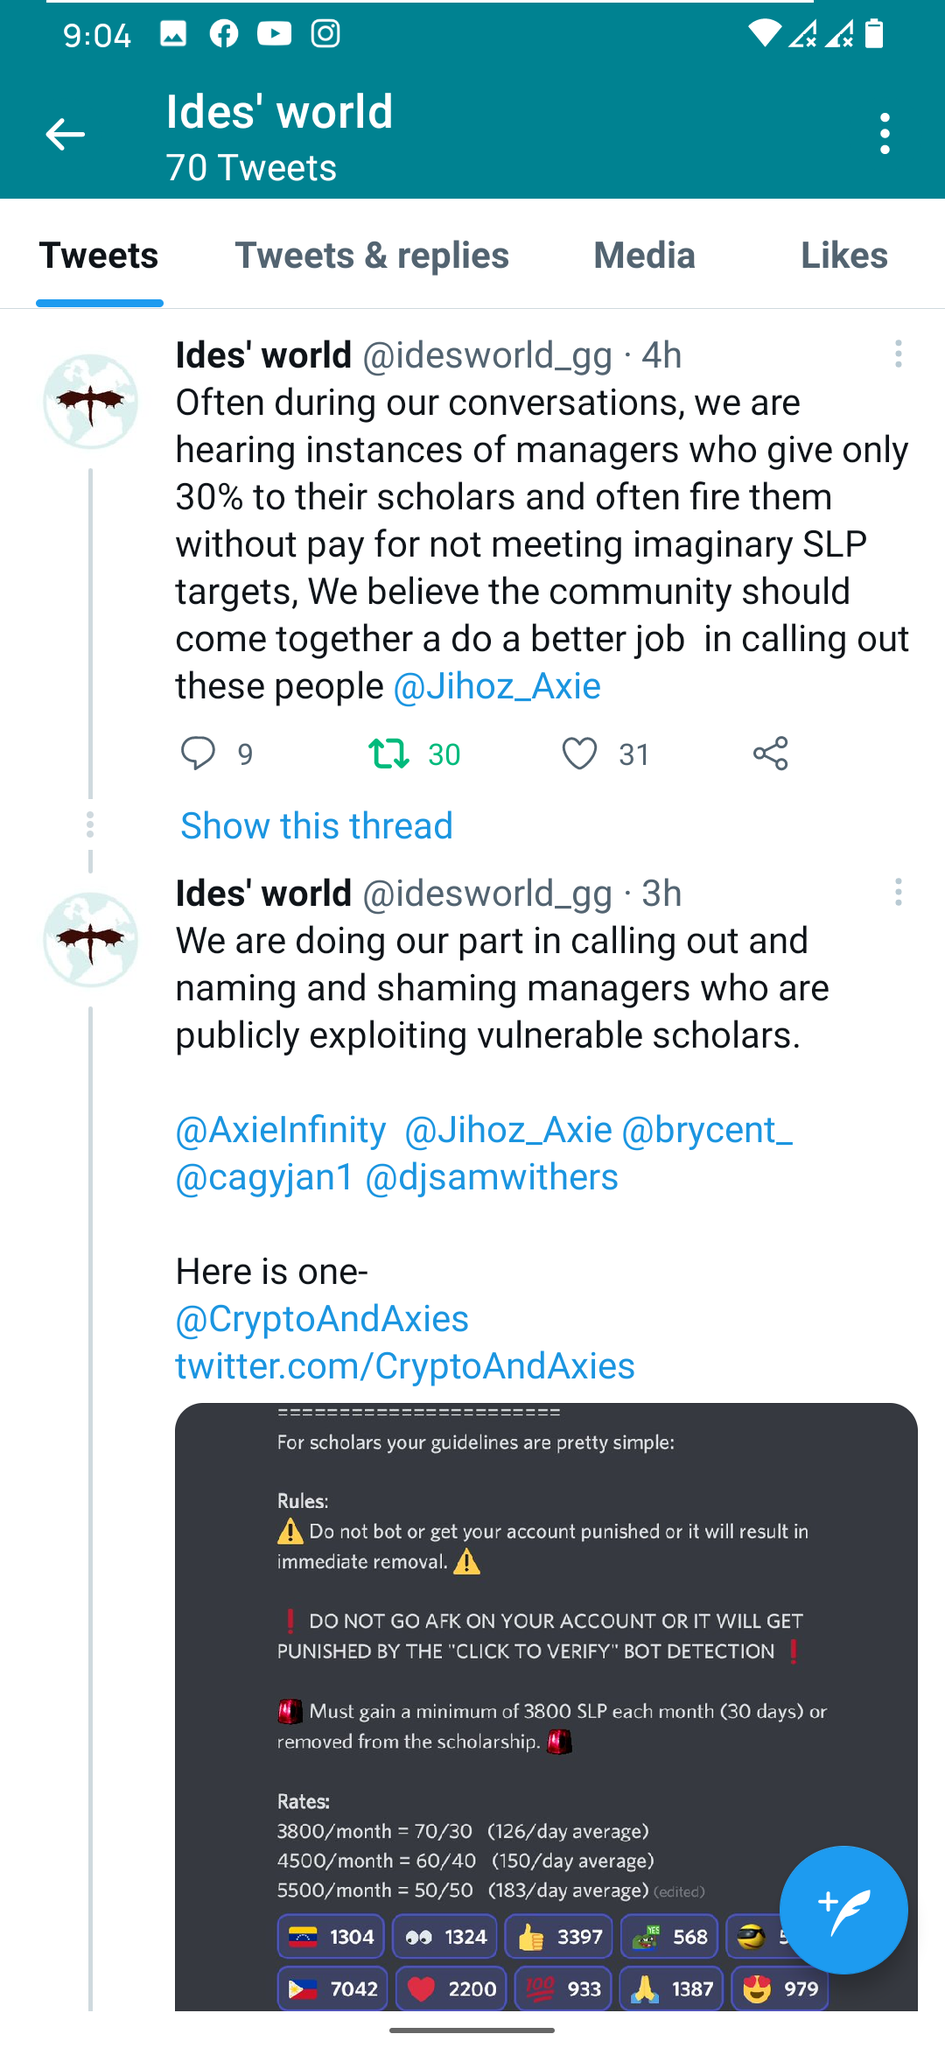 9:04
Ides' world
70 Tweets
Tweets Tweets & replies Media Likes
Ides' world @idesworld_gg · 4h
Often during our conversations, we are
hearing instances of managers who give only
30% to their scholars and often fire them
without pay for not meeting imaginary SLP
targets, We believe the community should
come together a do a better job  in calling out
these people @Jihoz_Axie
9 30 31
Show this thread
Ides' world @idesworld_gg · 3h
We are doing our part in calling out and
naming and shaming managers who are
publicly exploiting vulnerable scholars.
@AxieInfinity  @Jihoz_Axie @brycent_
@cagyjan1 @djsamwithers
Here is one-
@CryptoAndAxies
twitter.com/CryptoAndAxies
=======================
For scholars your guidelines are pretty simple:
Rules:
⚠️ Do not bot or get your account punished or it will result in
immediate removal. ⚠️
❗ DO NOT GO AFK ON YOUR ACCOUNT OR IT WILL GET
PUNISHED BY THE "CLICK TO VERIFY" BOT DETECTION ❗
🚨 Must gain a minimum of 3800 SLP each month (30 days) or
removed from the scholarship. 🚨
Rates:
3800/month = 70/30 (126/day average)
4500/month = 60/40 (150/day average)
5500/month = 50/50 (183/day average) (edited)
1304 1324 3397 YES 568
7042 2200 100 933 1387 979